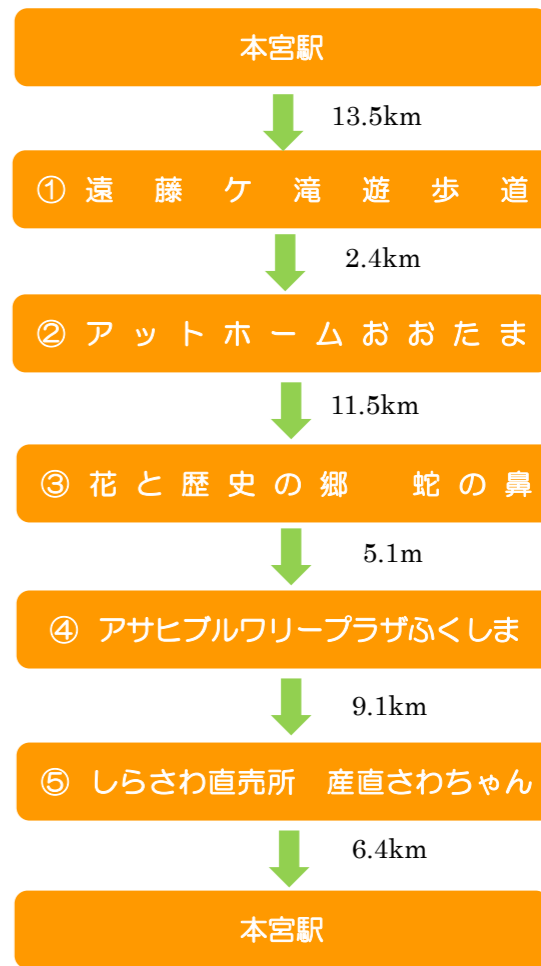 本宮駅
13.5km
① 遠藤ケ滝遊歩道
2.4km
② アットホームおおたま
11.5km
③ 花と歴史の郷　蛇の鼻
5.1m
④ アサヒブルワリープラザふくしま
9.1km
⑤ しらさわ直売所　産直さわちゃん
6.4km
本宮駅